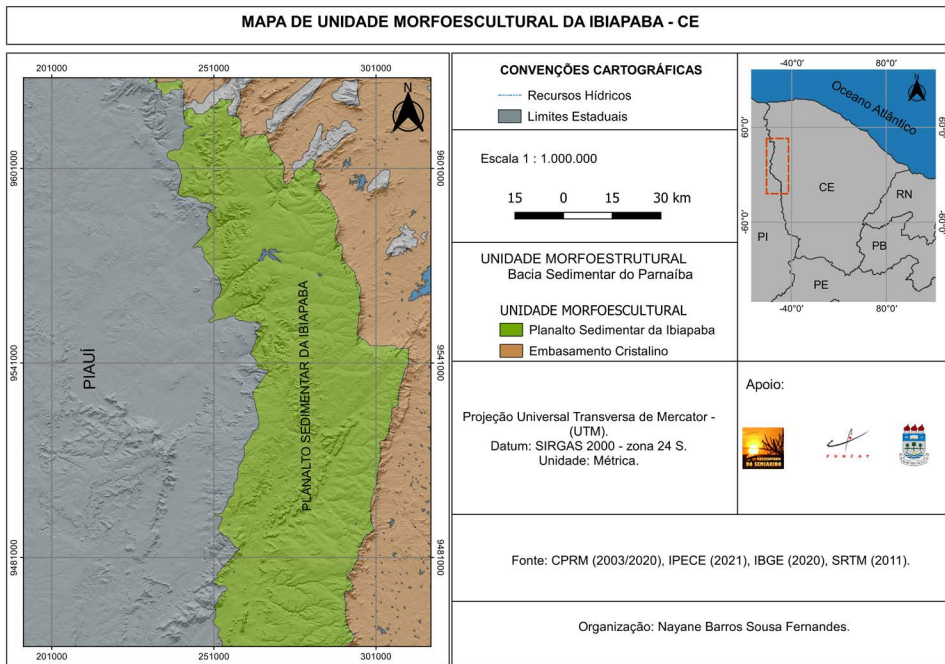 MAPA DE UNIDADE MORFOESCULTURAL DA IBIAPABA - CE
201000
251000
301000
N
9601000
9601000
9541000
9541000
9481000
9481000
PIAUÍ
PLANALTO SEDIMENTAR DA IBIAPABA
201000
251000
301000
CONVENÇÕES CARTOGRÁFICAS
Recursos Hídricos
Limites Estaduais
Escala 1 : 1.000.000
15 0 15 30 km
UNIDADE MORFOESTRUTURAL
Bacia Sedimentar do Parnaíba
UNIDADE MORFOESCULTURAL
Planalto Sedimentar da Ibiapaba
Embasamento Cristalino
Projeção Universal Transversa de Mercator -
(UTM).
Datum: SIRGAS 2000 - zona 24 S.
Unidade: Métrica.
-40°0'
80°0'
N
Oceano Atlântico
60°0'
60°0'
CE
RN
PB
PI
PE
-60°0'
-60°0'
-40°0'
80°0'
Apoio:
OBSERVATÓRIO
DO SEMIÁRIDO
FUNCAP
Fonte: CPRM (2003/2020), IPECE (2021), IBGE (2020), SRTM (2011).
Organização: Nayane Barros Sousa Fernandes.